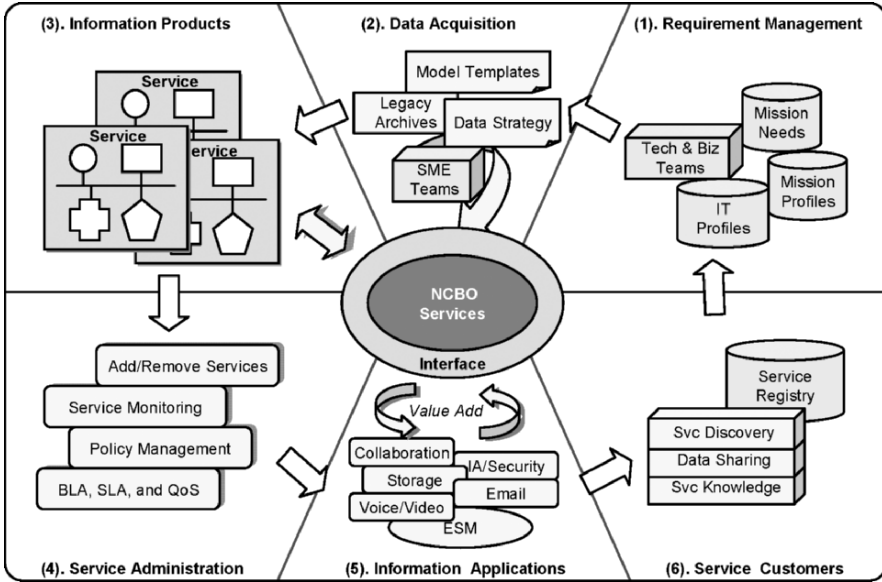 (3). Information Products
(2). Data Acquisition
(1). Requirement Management
Service
Service
ervice
Model Templates
Legacy
Archives
Data Strategy
SME
Teams
Mission
Needs
Tech & Biz
Teams
Mission
Profiles
IT
Profiles
NCBO
Services
Interface
Value Add
Add/Remove Services
Service Monitoring
Policy Management
BLA, SLA, and QoS
Collaboration
IA/Security
Storage
Email
Voice/Video
ESM
Service
Registry
Svc Discovery
Data Sharing
Svc Knowledge
(4). Service Administration
(5). Information Applications
(6). Service Customers